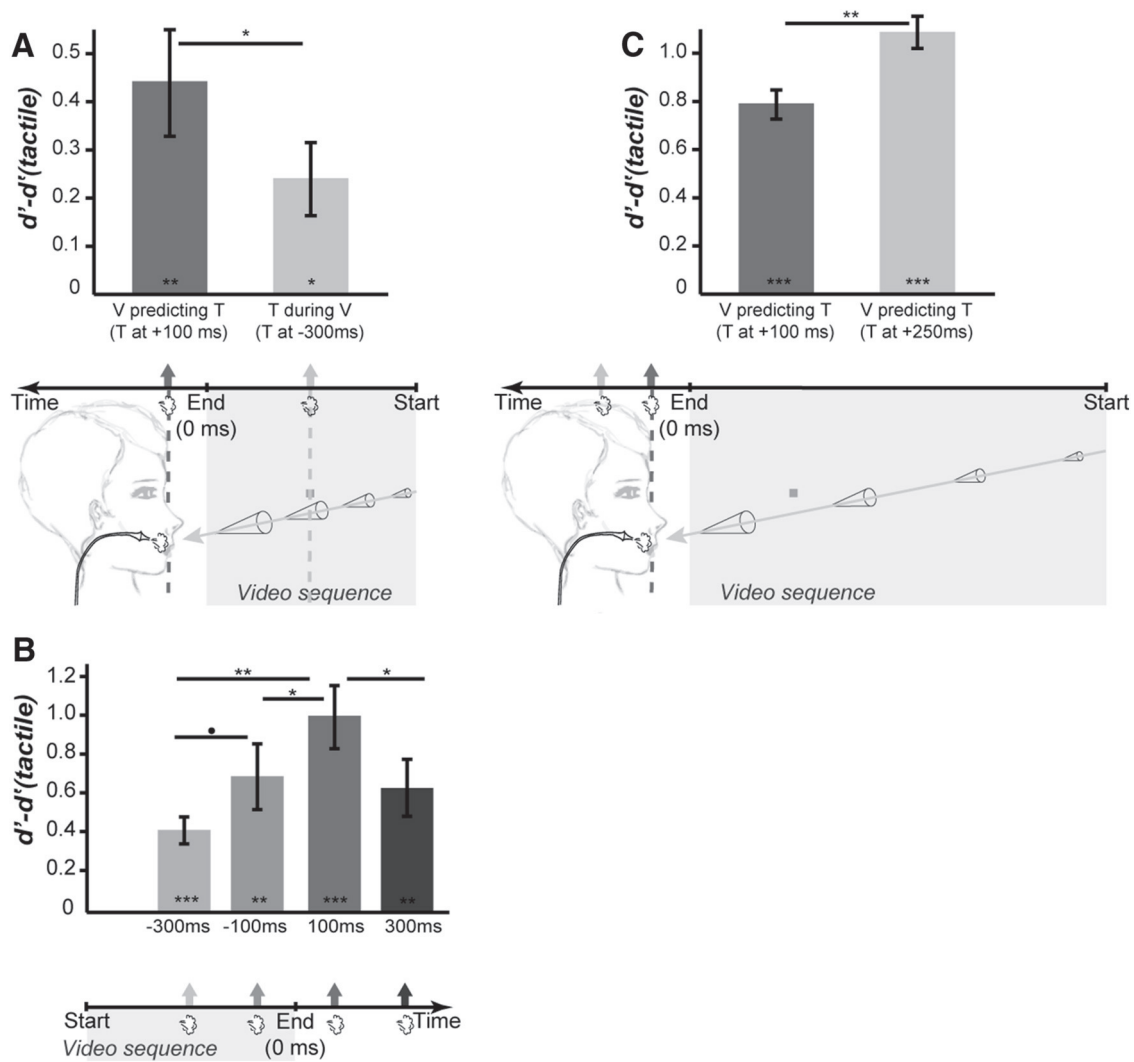 A
d'-d'(tactile)
0.5
0.4
0.3
0.2
0.1
0
*
**
*
V predicting T
(T at +100 ms)
T during V
(T at -300ms)
Time
End
(0 ms)
Start
Video sequence
C
d'-d'(tactile)
1.0
0.8
0.6
0.4
0.2
0
**
***
***
V predicting T
(T at +100 ms)
V predicting T
(T at +250ms)
Time
End
(0 ms)
Start
Video sequence
B
d'-d'(tactile)
1.2
1.0
0.8
0.6
0.4
0.2
0
**
*
*
•
***
**
***
**
-300ms
-100ms
100ms
300ms
Start
End
Time
Video sequence
(0 ms)